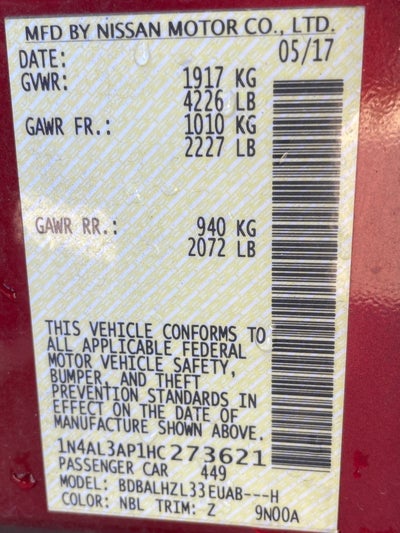 MFD BY NISSAN MOTOR CO., LTD.
DATE: 05/17
GVWR: 1917 KG
4226 LB
GAWR FR.: 1010 KG
2227 LB
GAWR RR.: 940 KG
2072 LB
THIS VEHICLE CONFORMS TO
ALL APPLICABLE FEDERAL
MOTOR VEHICLE SAFETY,
BUMPER, AND THEFT
PREVENTION STANDARDS IN
EFFECT ON THE DATE OF
MANUFACTURE SHOWN ABOVE.
1N4AL3AP1HC273621
PASSENGER CAR 449
MODEL: BDBALHZL33EUAB---H
COLOR: NBL TRIM: Z 9N00A